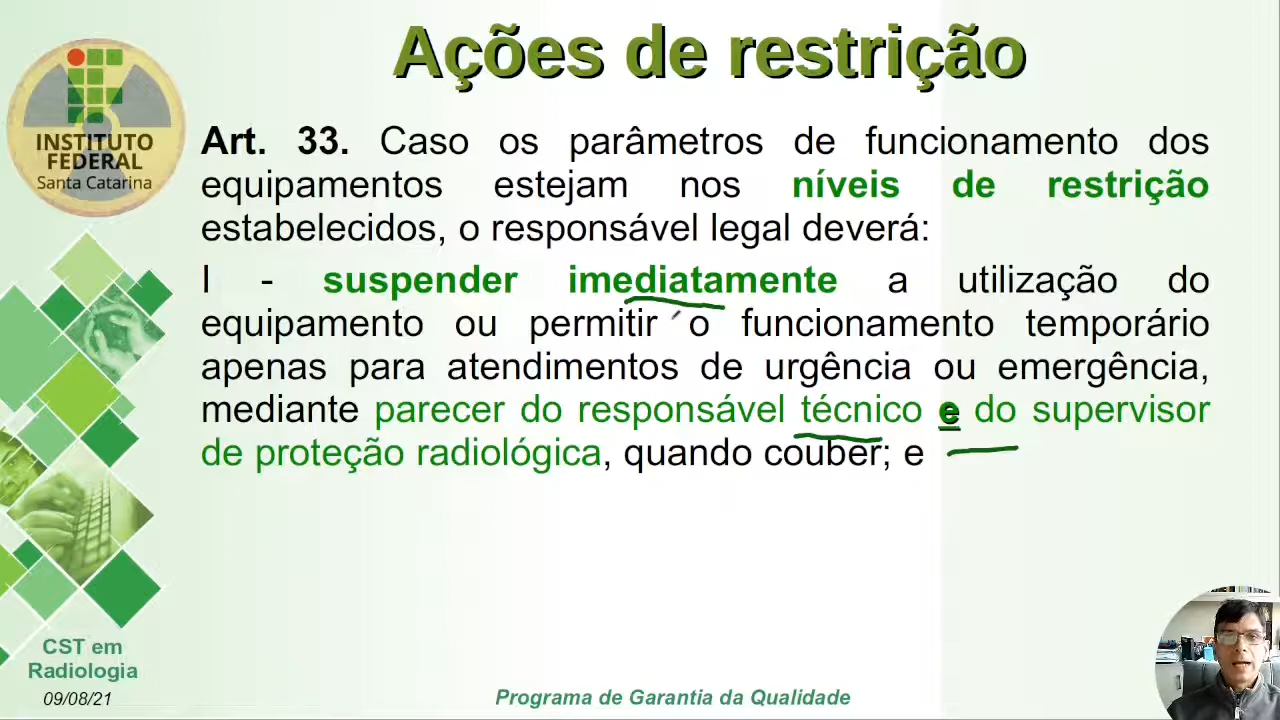 Ações de restrição
INSTITUTO
FEDERAL
Santa Catarina
Art. 33. Caso os parâmetros de funcionamento dos
equipamentos estejam nos níveis de restrição
estabelecidos, o responsável legal deverá:
I - suspender imediatamente a utilização do
equipamento ou permitir o funcionamento temporário
apenas para atendimentos de urgência ou emergência,
mediante parecer do responsável técnico e do supervisor
de proteção radiológica, quando couber; e
CST em
Radiologia
09/08/21
Programa de Garantia da Qualidade